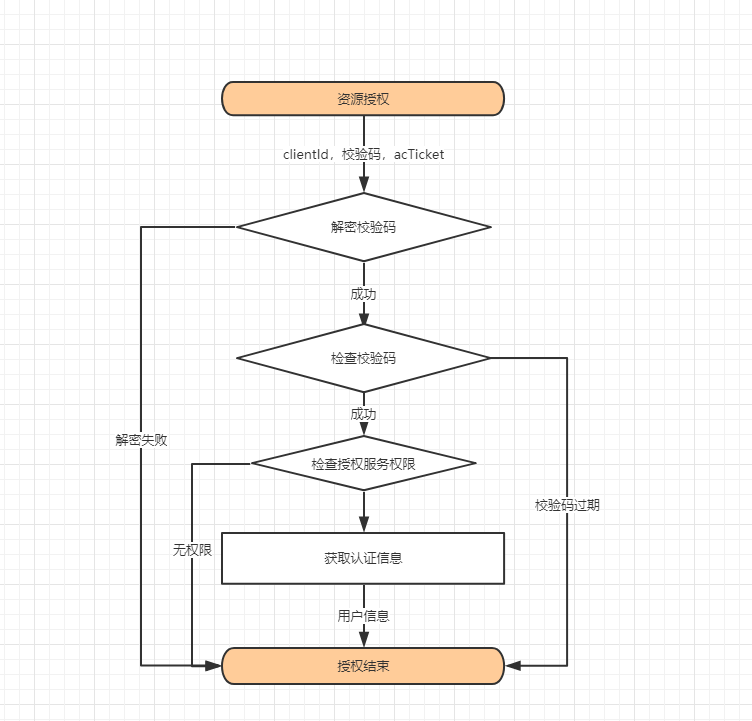 资源授权
clientId，校验码，acTicket
解密校验码
成功
检查校验码
成功
解密失败
检查授权服务权限
校验码过期
无权限
获取认证信息
用户信息
授权结束